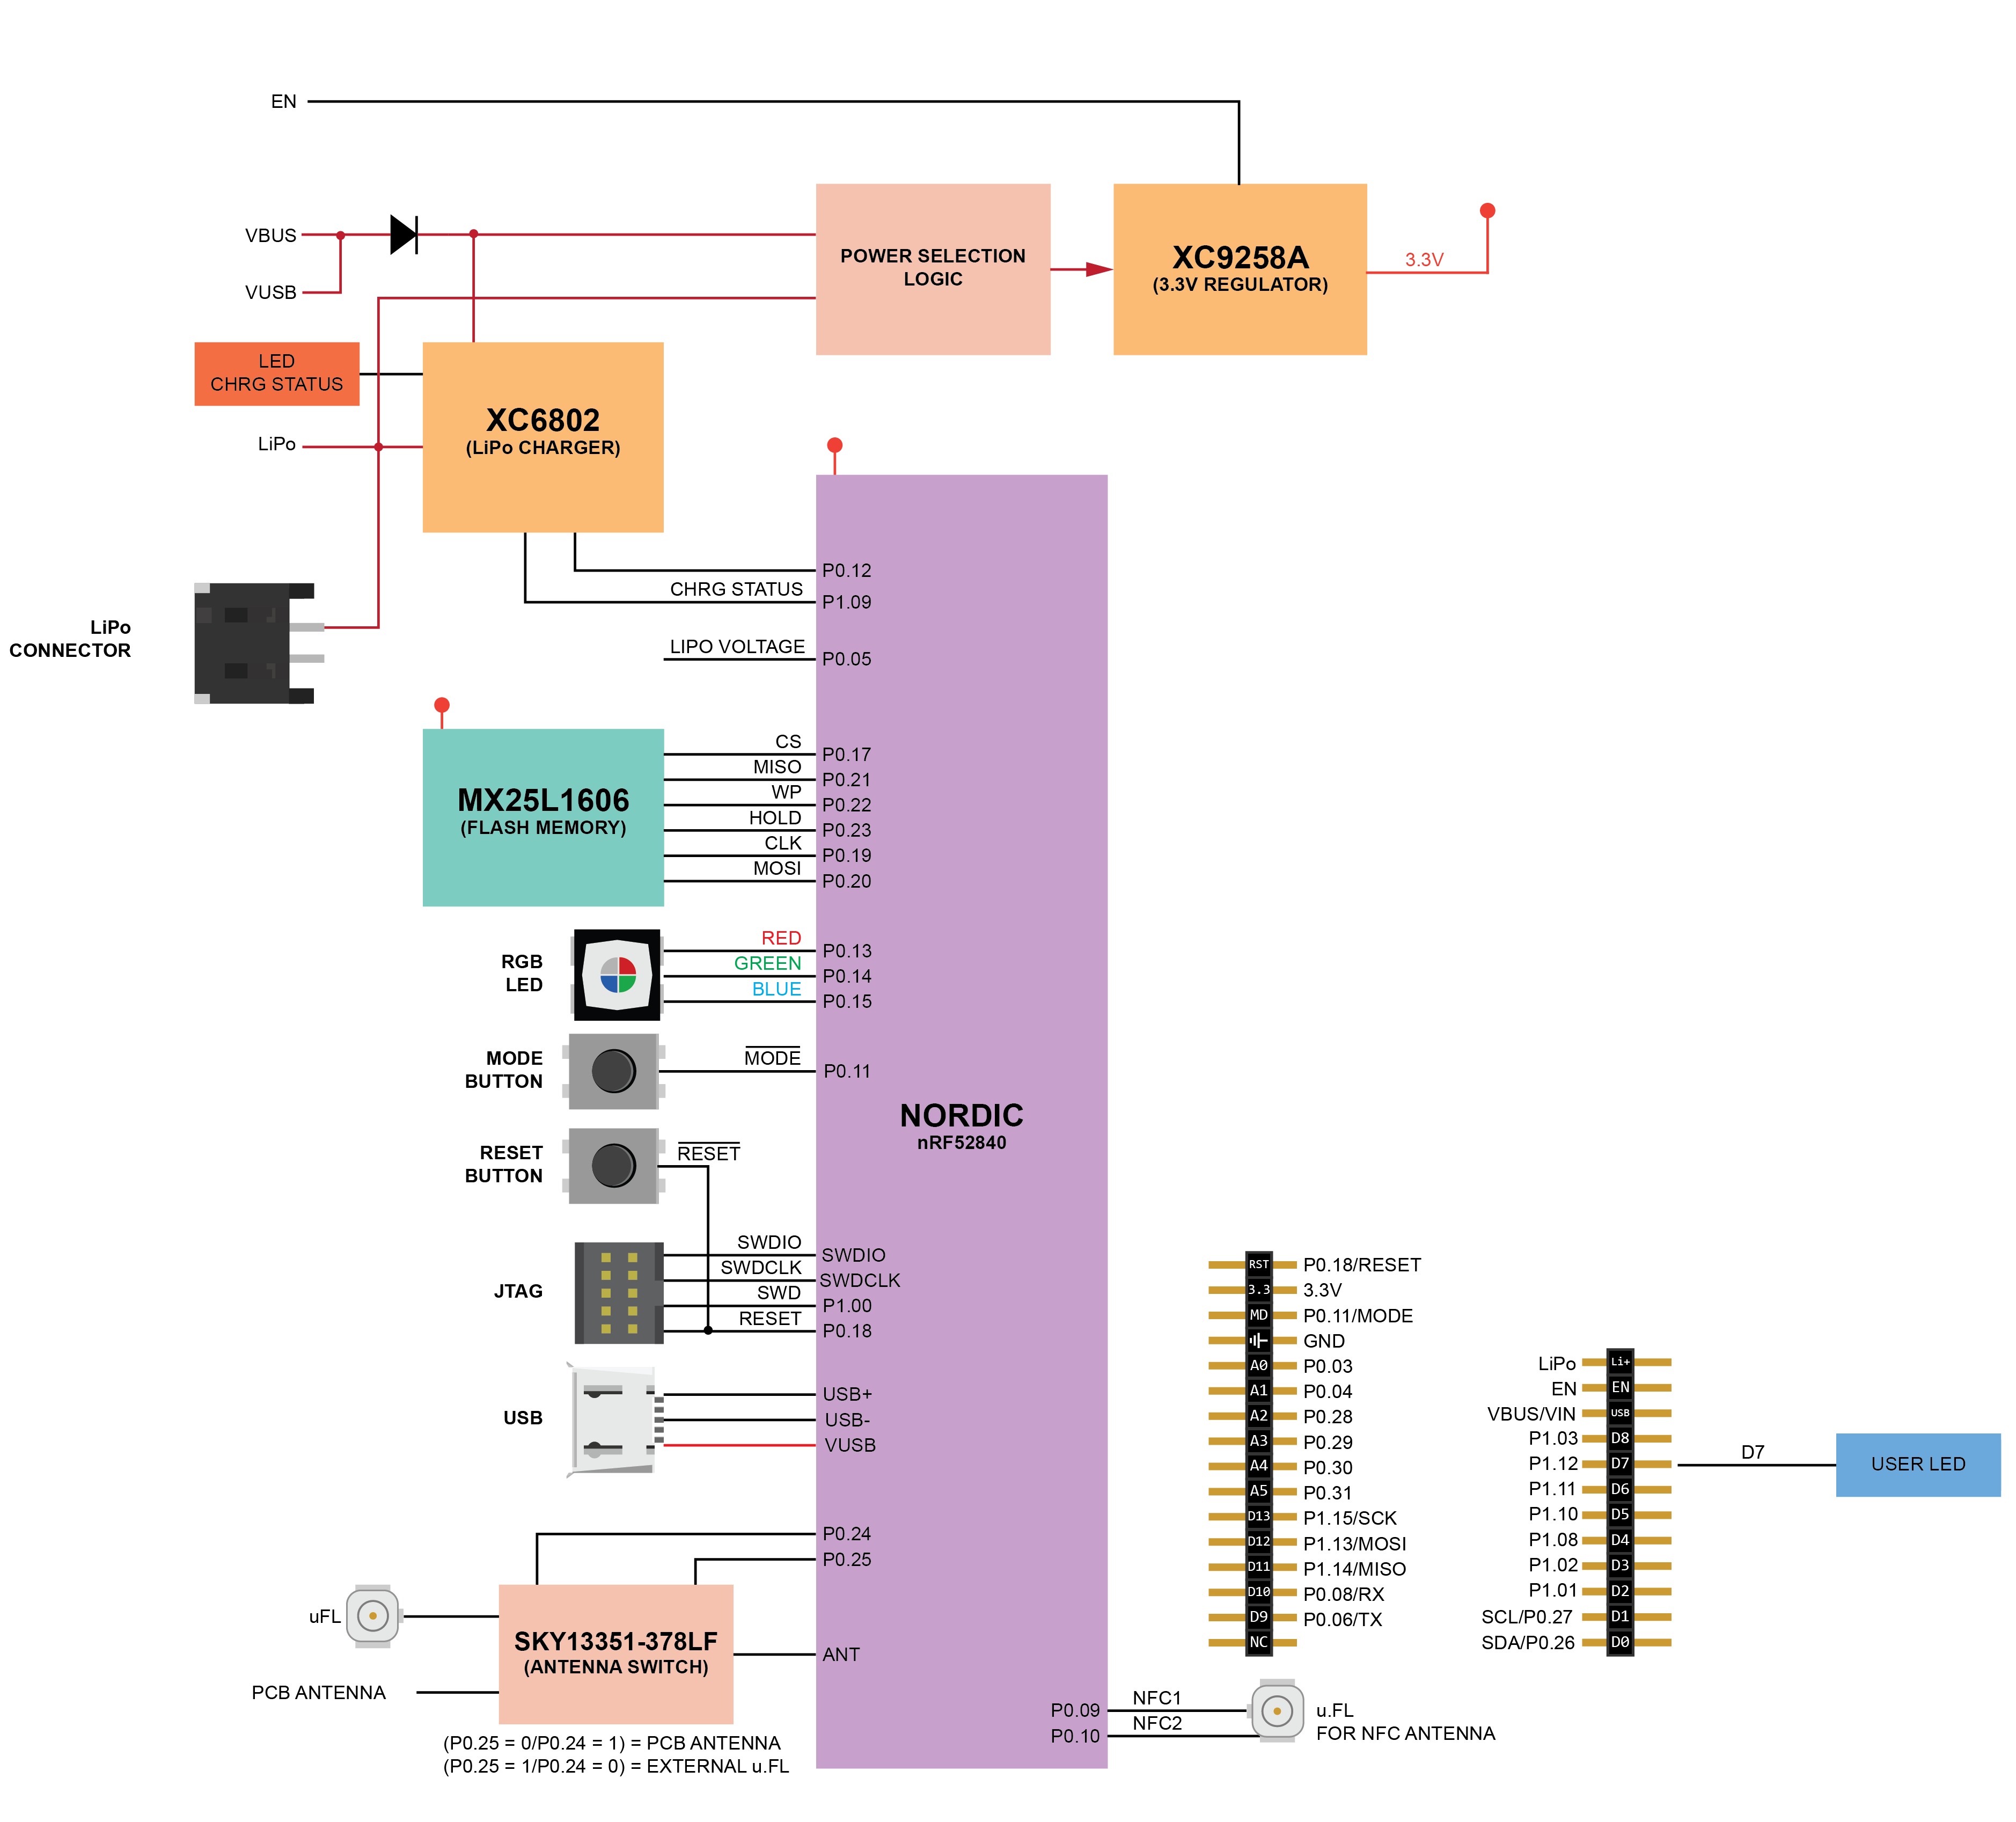 EN
VBUS
VUSB
POWER SELECTION
LOGIC
XC9258A
(3.3V REGULATOR)
3.3V
LED
CHRG STATUS
LiPo
XC6802
(LiPo CHARGER)
P0.12
CHRG STATUS
P1.09
LiPo
CONNECTOR
LIPO VOLTAGE
P0.05
MX25L1606
(FLASH MEMORY)
CS
P0.17
MISO
P0.21
WP
P0.22
HOLD
P0.23
CLK
P0.19
MOSI
P0.20
RGB
LED
RED
P0.13
GREEN
P0.14
BLUE
P0.15
MODE
BUTTON
MODE
P0.11
NORDIC
nRF52840
RESET
BUTTON
RESET
JTAG
SWDIO
SWDIO
SWDCLK
SWDCLK
SWD
P1.00
RESET
P0.18
USB
USB+
USB-
VUSB
P0.24
P0.25
uFL
SKY13351-378LF
(ANTENNA SWITCH)
ANT
PCB ANTENNA
(P0.25 = 0/P0.24 = 1) = PCB ANTENNA
(P0.25 = 1/P0.24 = 0) = EXTERNAL u.FL
P0.09
NFC1
P0.10
NFC2
u.FL
FOR NFC ANTENNA
RST P0.18/RESET
3.3 3.3V
MD P0.11/MODE
GND
A0 P0.03
A1 P0.04
A2 P0.28
A3 P0.29
A4 P0.30
A5 P0.31
D13 P1.15/SCK
D12 P1.13/MOSI
D11 P1.14/MISO
D10 P0.08/RX
D9 P0.06/TX
NC
LiPo Li+
EN EN
VBUS/VIN USB
P1.03 D8
P1.12 D7
P1.11 D6
P1.10 D5
P1.08 D4
P1.02 D3
P1.01 D2
SCL/P0.27 D1
SDA/P0.26 D0
D7
USER LED